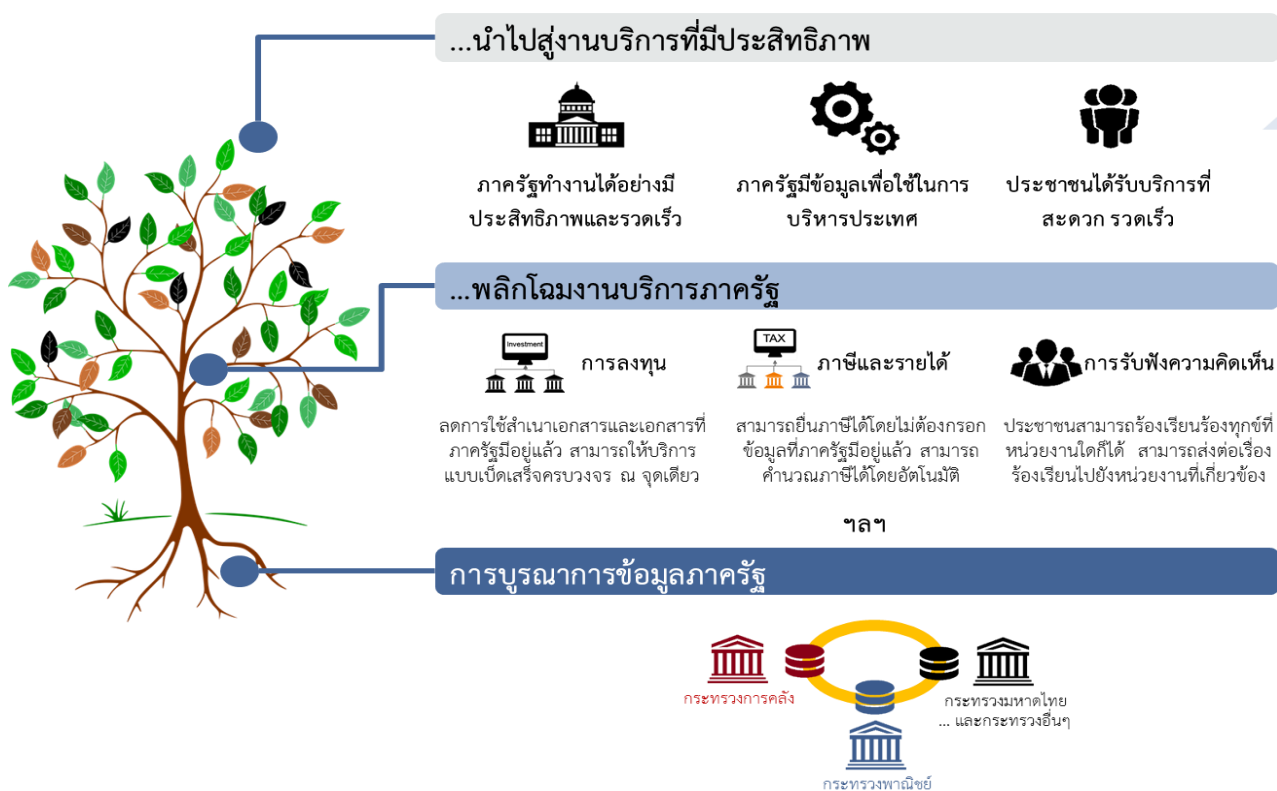 ...นำไปสู่งานบริการที่มีประสิทธิภาพ
ภาครัฐทำงานได้อย่างมี
ประสิทธิภาพและรวดเร็ว
ภาครัฐมีข้อมูลเพื่อใช้ในการ
บริหารประเทศ
ประชาชนได้รับบริการที่
สะดวก รวดเร็ว
...พลิกโฉมงานบริการภาครัฐ
Investment
การลงทุน
ลดการใช้สำเนาเอกสารและเอกสารที่
ภาครัฐมีอยู่แล้ว สามารถให้บริการ
แบบเบ็ดเสร็จครบวงจร ณ จุดเดียว
TAX
ภาษีและรายได้
สามารถยื่นภาษีได้โดยไม่ต้องกรอก
ข้อมูลที่ภาครัฐมีอยู่แล้ว สามารถ
คำนวณภาษีได้โดยอัตโนมัติ
การรับฟังความคิดเห็น
ประชาชนสามารถร้องเรียนร้องทุกข์ที่
หน่วยงานใดก็ได้ สามารถส่งต่อเรื่อง
ร้องเรียนไปยังหน่วยงานที่เกี่ยวข้อง
ฯลฯ
การบูรณาการข้อมูลภาครัฐ
กระทรวงการคลัง
กระทรวงมหาดไทย
... และกระทรวงอื่นๆ
กระทรวงพาณิชย์